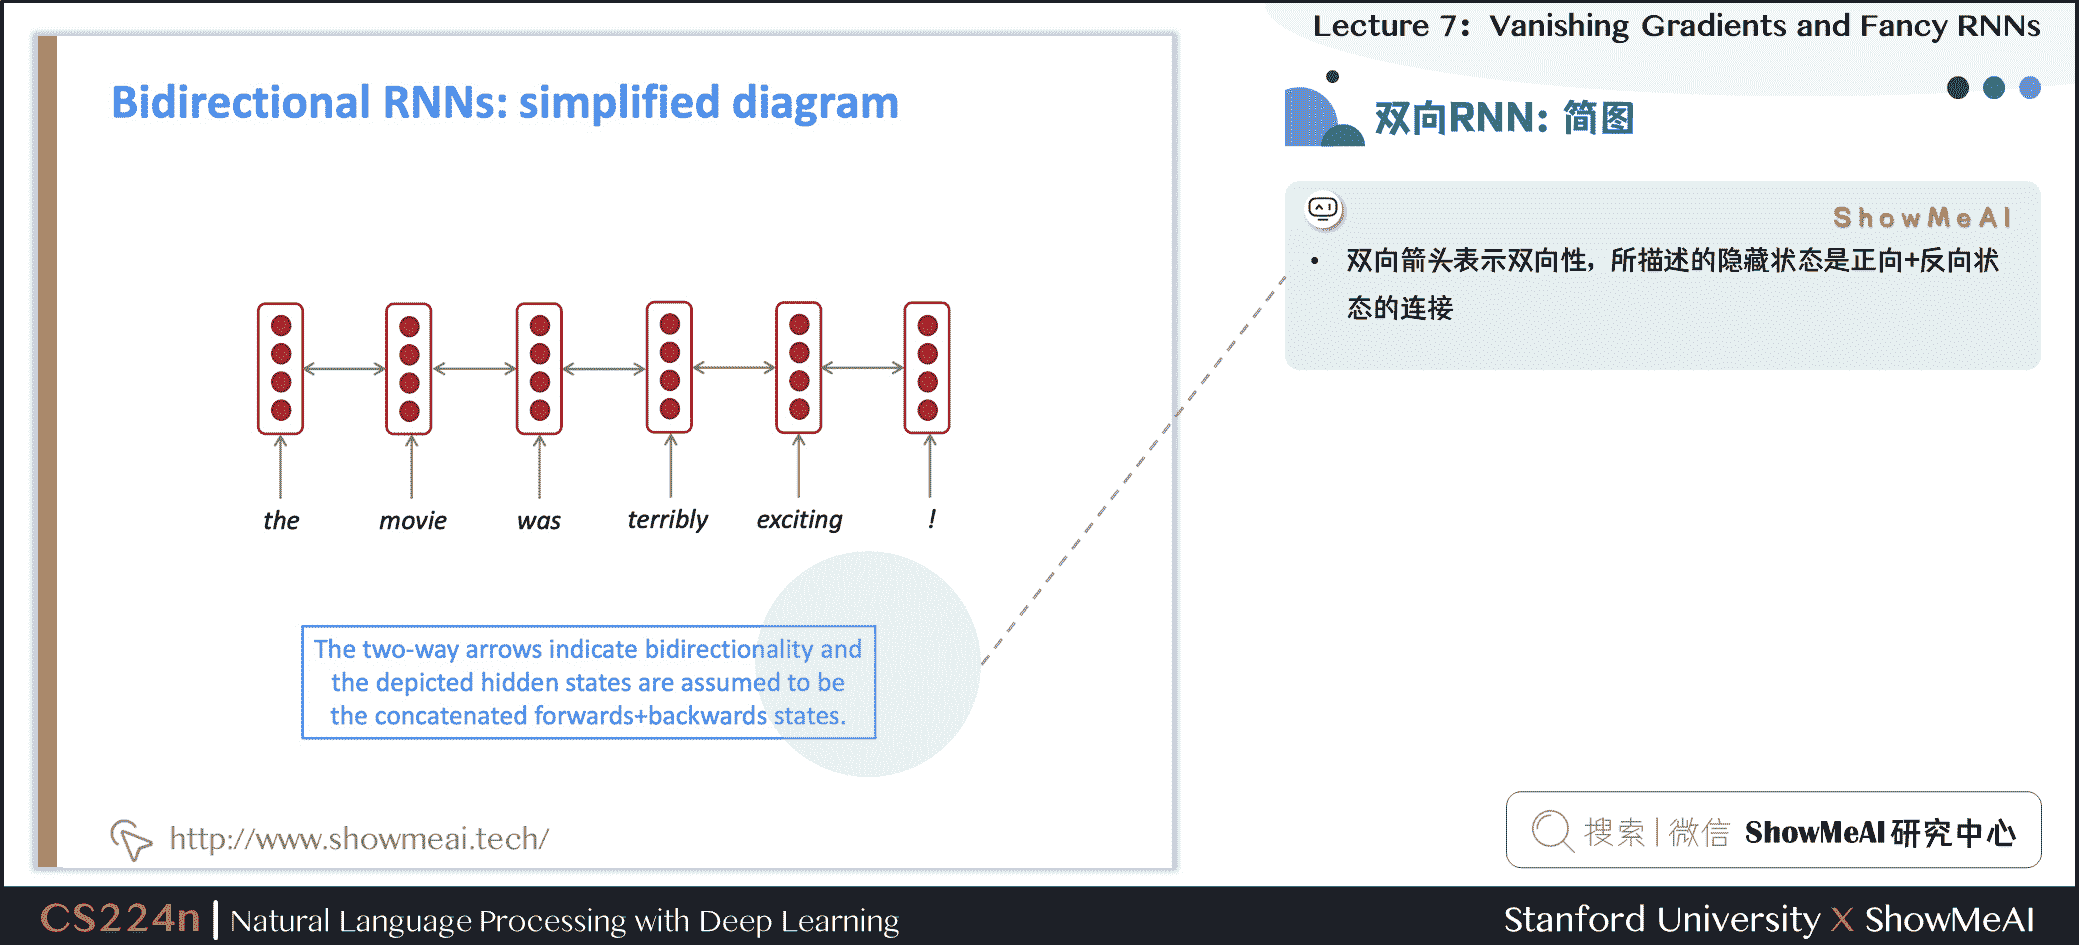 Lecture 7: Vanishing Gradients and Fancy RNNs
Bidirectional RNNs: simplified diagram
the movie was terribly exciting !
The two-way arrows indicate bidirectionality and
the depicted hidden states are assumed to be
the concatenated forwards+backwards states.
http://www.showmeai.tech/
双向RNN: 简图
ShowMeAI
• 双向箭头表示双向性，所描述的隐藏状态是正向+反向状
态的连接
搜索 | 微信 ShowMeAI 研究中心
CS224n | Natural Language Processing with Deep Learning
Stanford University X ShowMeAI